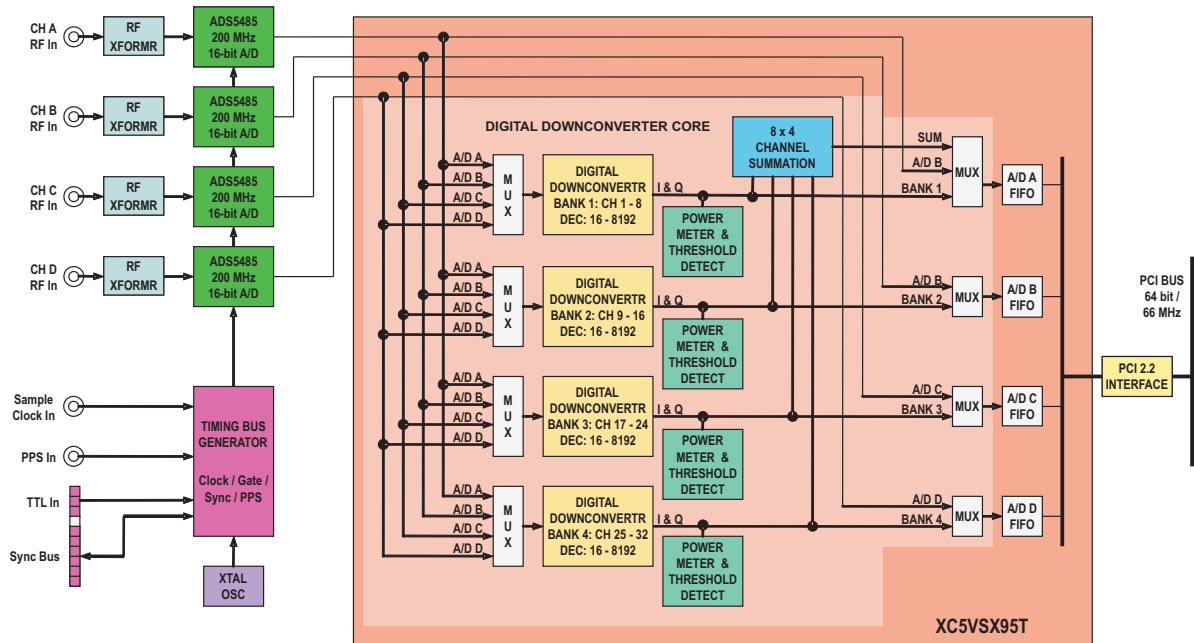 CH A
RF In
RF
XFORMR
ADS5485
200 MHz
16-bit A/D
CH B
RF In
RF
XFORMR
ADS5485
200 MHz
16-bit A/D
CH C
RF In
RF
XFORMR
ADS5485
200 MHz
16-bit A/D
CH D
RF In
RF
XFORMR
ADS5485
200 MHz
16-bit A/D
Sample
Clock In
PPS In
TTL In
Sync Bus
TIMING BUS
GENERATOR
Clock / Gate /
Sync / PPS
XTAL
OSC
DIGITAL DOWNCONVERTER CORE
8 x 4
CHANNEL
SUMMATION
A/D A
A/D B
A/D C
A/D D
M
U
X
DIGITAL
DOWNCONVERTR
BANK 1: CH 1 - 8
DEC: 16 - 8192
I & Q
POWER
METER &
THRESHOLD
DETECT
SUM
A/D B
BANK 1
MUX
A/D A
FIFO
A/D A
A/D B
A/D C
A/D D
M
U
X
DIGITAL
DOWNCONVERTR
BANK 2: CH 9 - 16
DEC: 16 - 8192
I & Q
POWER
METER &
THRESHOLD
DETECT
A/D B
BANK 2
MUX
A/D B
FIFO
A/D A
A/D B
A/D C
A/D D
M
U
X
DIGITAL
DOWNCONVERTR
BANK 3: CH 17 - 24
DEC: 16 - 8192
I & Q
POWER
METER &
THRESHOLD
DETECT
A/D C
BANK 3
MUX
A/D C
FIFO
A/D A
A/D B
A/D C
A/D D
M
U
X
DIGITAL
DOWNCONVERTR
BANK 4: CH 25 - 32
DEC: 16 - 8192
I & Q
POWER
METER &
THRESHOLD
DETECT
A/D D
BANK 4
MUX
A/D D
FIFO
PCI 2.2
INTERFACE
PCI BUS
64 bit /
66 MHz
XC5VSX95T